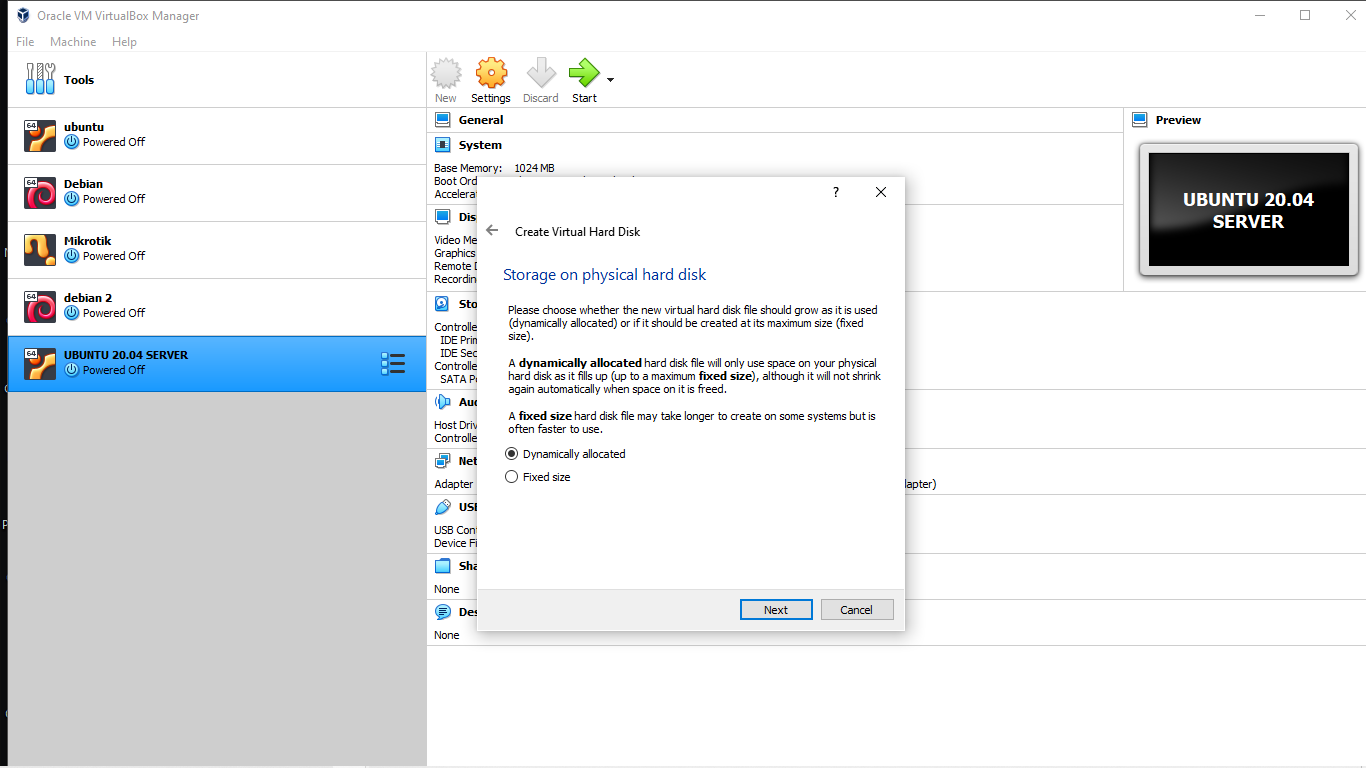 Oracle VM VirtualBox Manager
File Machine Help
Tools
New Settings Discard Start
64
ubuntu
Powered Off
64
Debian
Powered Off
Mikrotik
Powered Off
64
debian 2
Powered Off
64
UBUNTU 20.04 SERVER
Powered Off
General
System
Base Memory: 1024 MB
Boot Ord
Accelerat
Dis
Video Me
Graphics
Remote D
Recordin
Sto
Controlle
IDE Prim
IDE Sec
Controlle
SATA Po
Au
Host Driv
Controlle
Net
Adapter
lapter)
USB
USB Cont
Device Fi
Sha
None
Des
None
Preview
UBUNTU 20.04
SERVER
?
Create Virtual Hard Disk
Storage on physical hard disk
Please choose whether the new virtual hard disk file should grow as it is used
(dynamically allocated) or if it should be created at its maximum size (fixed
size).
A dynamically allocated hard disk file will only use space on your physical
hard disk as it fills up (up to a maximum fixed size), although it will not shrink
again automatically when space on it is freed.
A fixed size hard disk file may take longer to create on some systems but is
often faster to use.
Dynamically allocated
Fixed size
Next Cancel